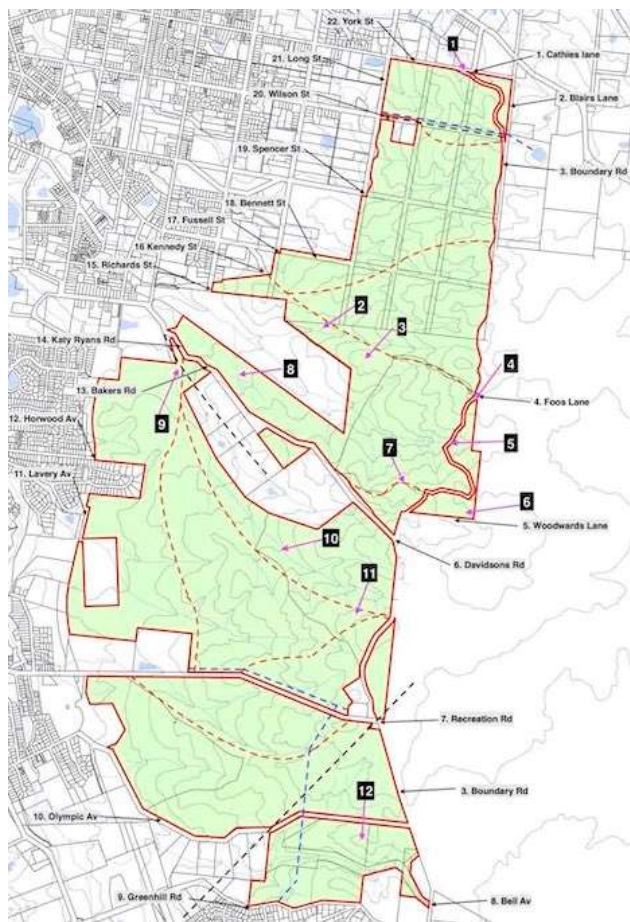 22. York St
1
21. Long St
1. Cathies lane
20. Wilson St
2. Blairs Lane
19. Spencer St
3. Boundary Rd
18. Bennett St
17. Fussell St
16 Kennedy St
15. Richards St
2
3
14. Katy Ryans Rd
8
4
13. Bakers Rd
9
4. Foos Lane
12. Horwood Av
5
11. Lavery Av
7
6
5. Woodwards Lane
10
6. Davidsons Rd
11
7. Recreation Rd
12
3. Boundary Rd
10. Olympic Av
9. Greenhill Rd
8. Bell Av